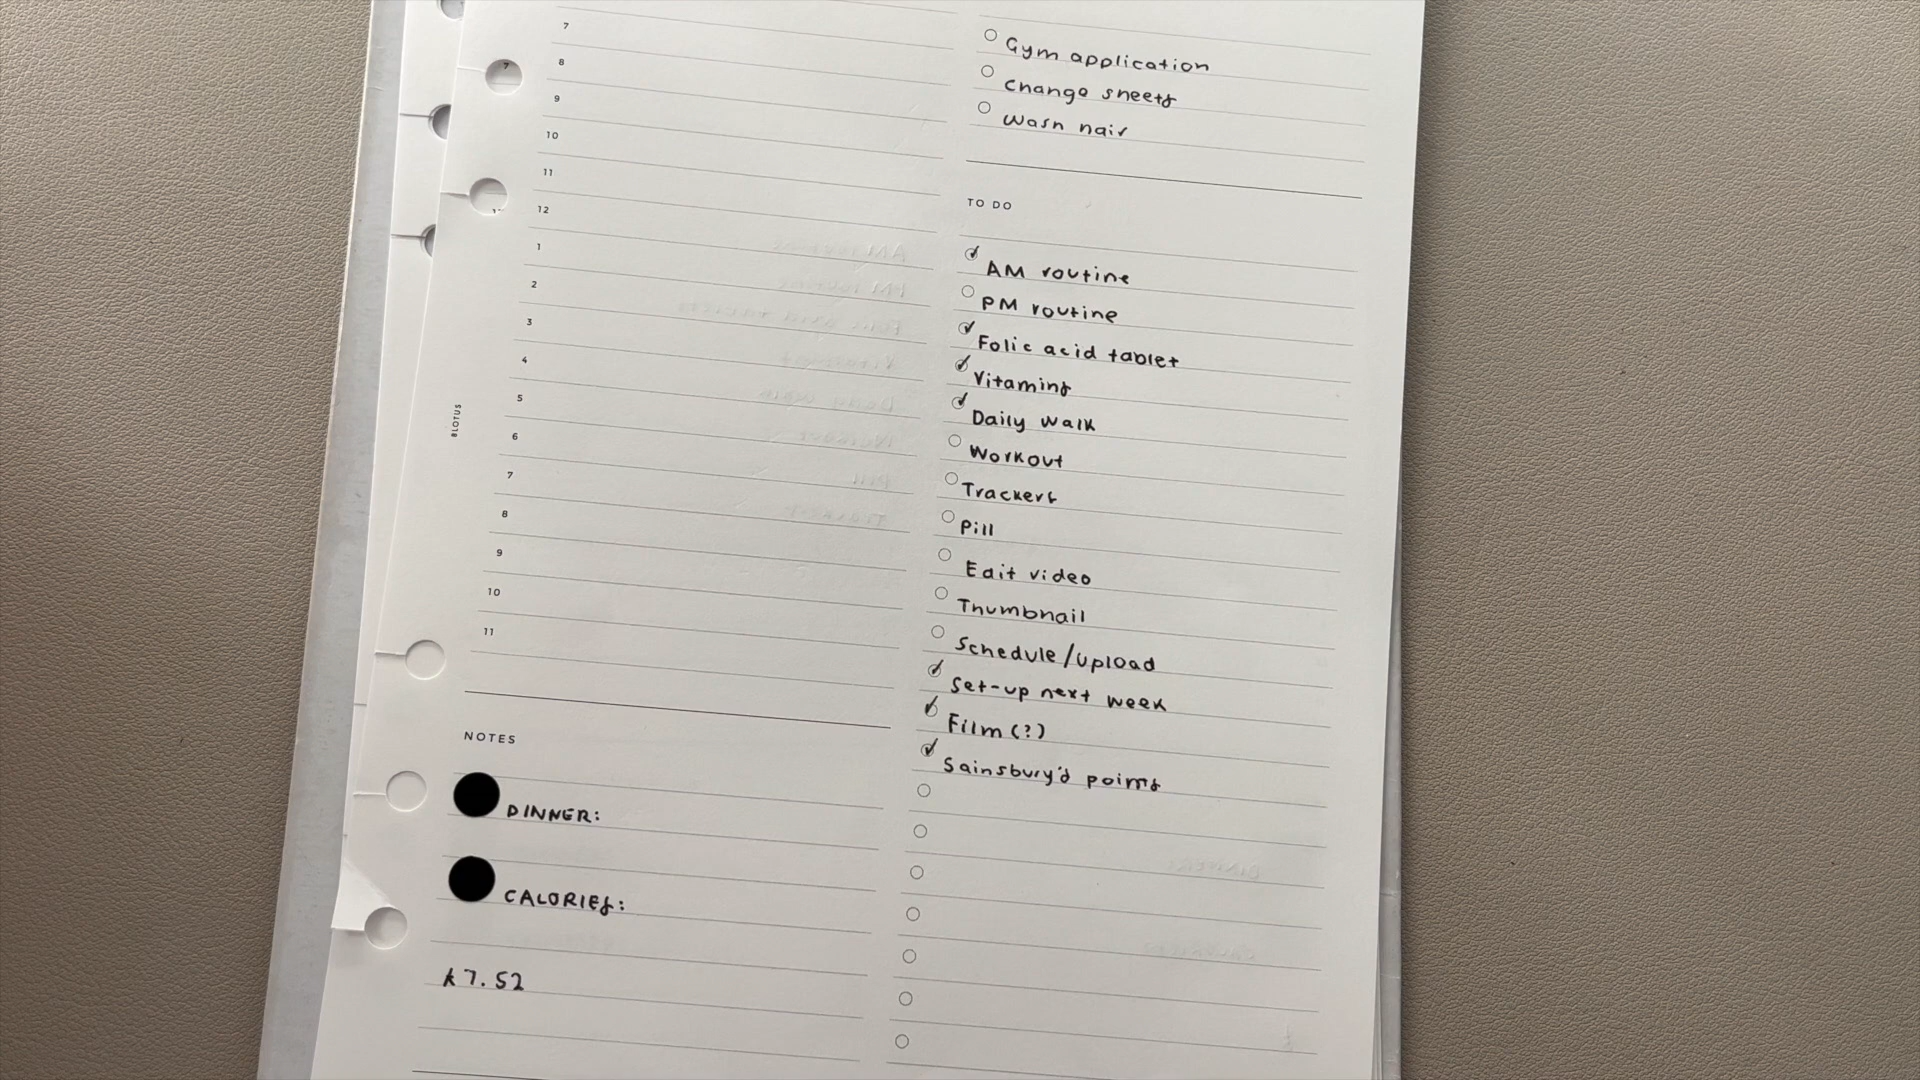 7
8
9
10
11
12
1
2
3
4
5
6
7
8
9
10
11
BLOTUS
NOTES
DINNER:
CALORIES:
£7.52
Gym application
Change sheets
Wash hair
TO DO
AM routine
PM routine
Folic acid tablet
Vitamins
Daily walk
Workout
Trackers
Pill
Edit video
Thumbnail
Schedule/upload
Set-up next week
Film (?)
Sainsbury's points